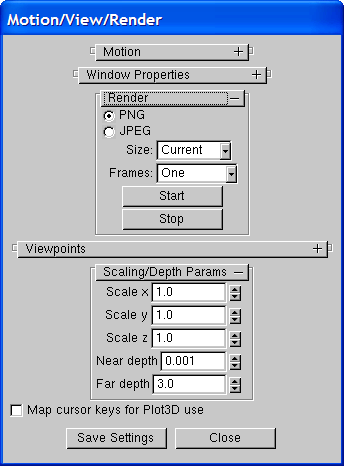 Motion/View/Render
Motion +
Window Properties +
Render −
PNG
JPEG
Size: Current
Frames: One
Start
Stop
Viewpoints +
Scaling/Depth Params −
Scale x 1.0
Scale y 1.0
Scale z 1.0
Near depth 0.001
Far depth 3.0
Map cursor keys for Plot3D use
Save Settings Close